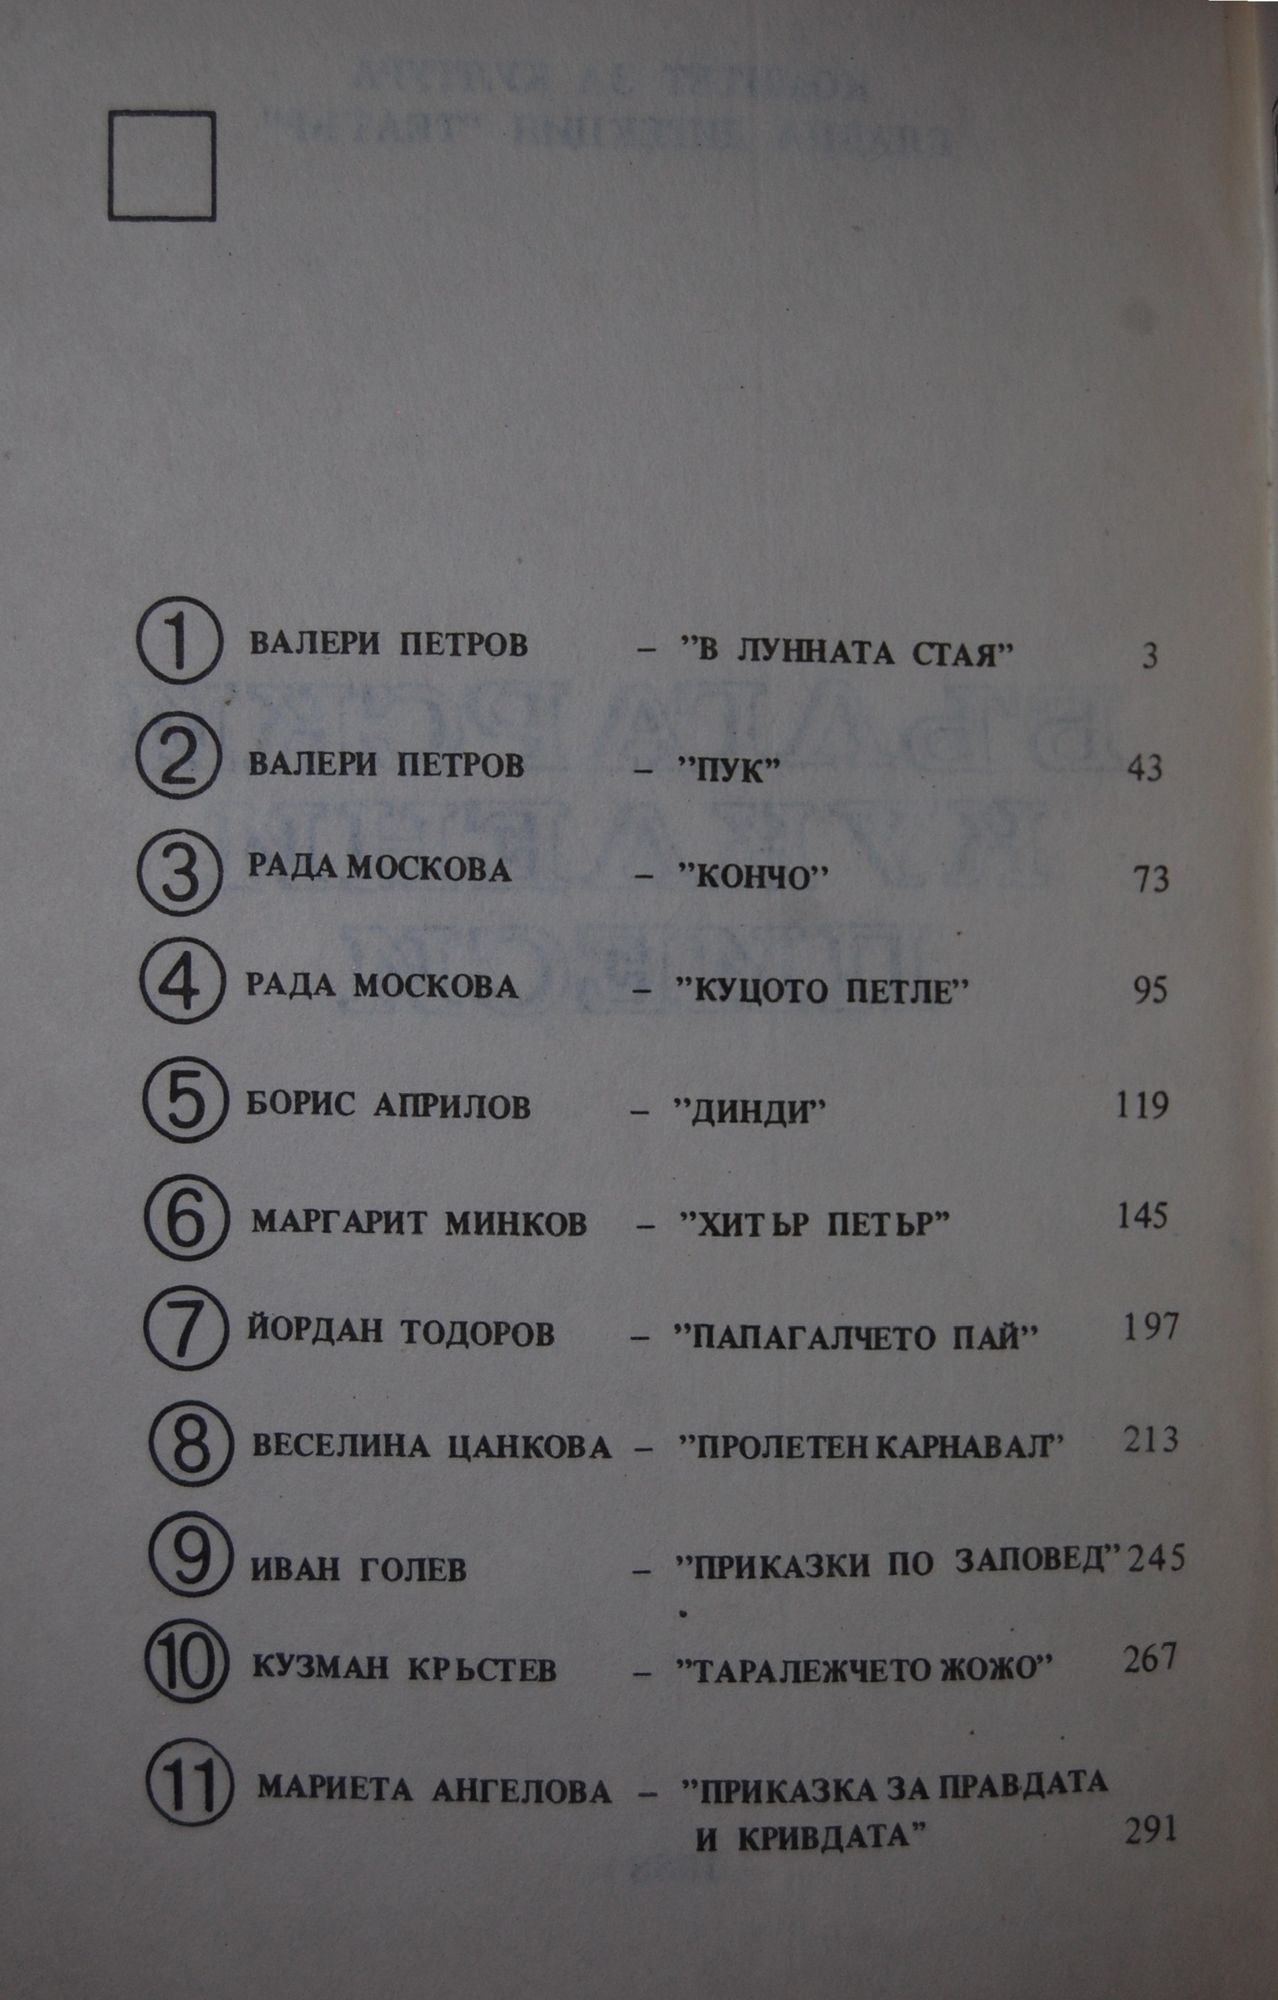 ① ВАЛЕРИ ПЕТРОВ – ”В ЛУННАТА СТАЯ” 3
② ВАЛЕРИ ПЕТРОВ – ”ПУК” 43
③ РАДА МОСКОВА – ”КОНЧО” 73
④ РАДА МОСКОВА – ”КУЦОТО ПЕТЛЕ” 95
⑤ БОРИС АПРИЛОВ – ”ДИНДИ” 119
⑥ МАРГАРИТ МИНКОВ – ”ХИТЪР ПЕТЪР” 145
⑦ ЙОРДАН ТОДОРОВ – ”ПАПАГАЛЧЕТО ПАЙ” 197
⑧ ВЕСЕЛИНА ЦАНКОВА – ”ПРОЛЕТЕН КАРНАВАЛ” 213
⑨ ИВАН ГОЛЕВ – ”ПРИКАЗКИ ПО ЗАПОВЕД” 245
⑩ КУЗМАН КРЪСТЕВ – ”ТАРАЛЕЖЧЕТО ЖОЖО” 267
⑪ МАРИЕТА АНГЕЛОВА – ”ПРИКАЗКА ЗА ПРАВДАТА
И КРИВДАТА” 291